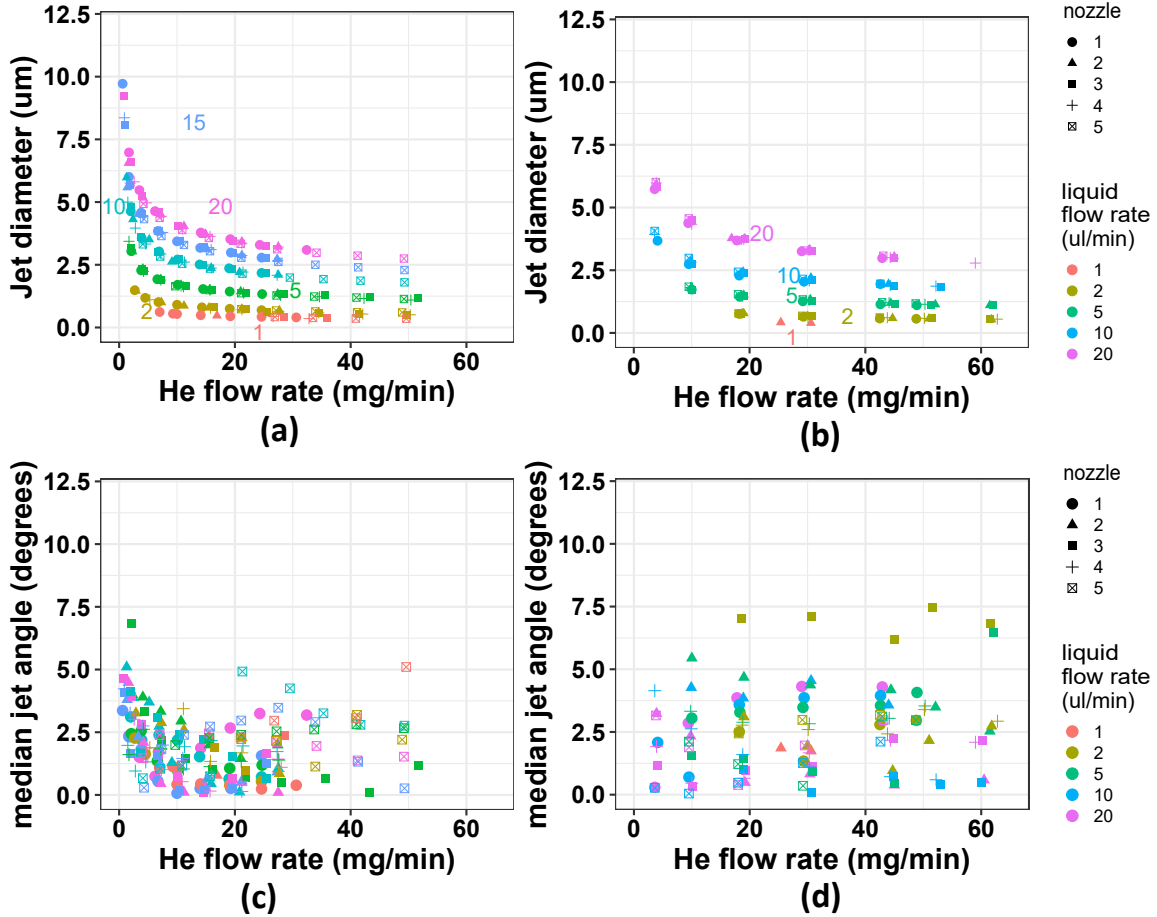 Jet diameter (um)
12.5
10.0
7.5
5.0
2.5
0.0
15
10
20
5
2
1
0 20 40 60
He flow rate (mg/min)
(a)
Jet diameter (um)
12.5
10.0
7.5
5.0
2.5
0.0
20
10
5
2
1
0 20 40 60
He flow rate (mg/min)
(b)
nozzle
1
2
3
4
5
liquid
flow rate
(ul/min)
1
2
5
10
20
median jet angle (degrees)
12.5
10.0
7.5
5.0
2.5
0.0
0 20 40 60
He flow rate (mg/min)
(c)
median jet angle (degrees)
12.5
10.0
7.5
5.0
2.5
0.0
0 20 40 60
He flow rate (mg/min)
(d)
nozzle
1
2
3
4
5
liquid
flow rate
(ul/min)
1
2
5
10
20